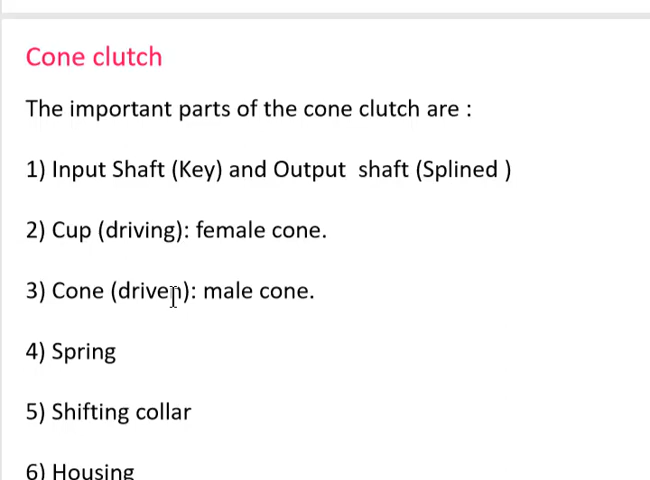 Cone clutch
The important parts of the cone clutch are :
1) Input Shaft (Key) and Output  shaft (Splined )
2) Cup (driving): female cone.
3) Cone (driven): male cone.
4) Spring
5) Shifting collar
6) Housing